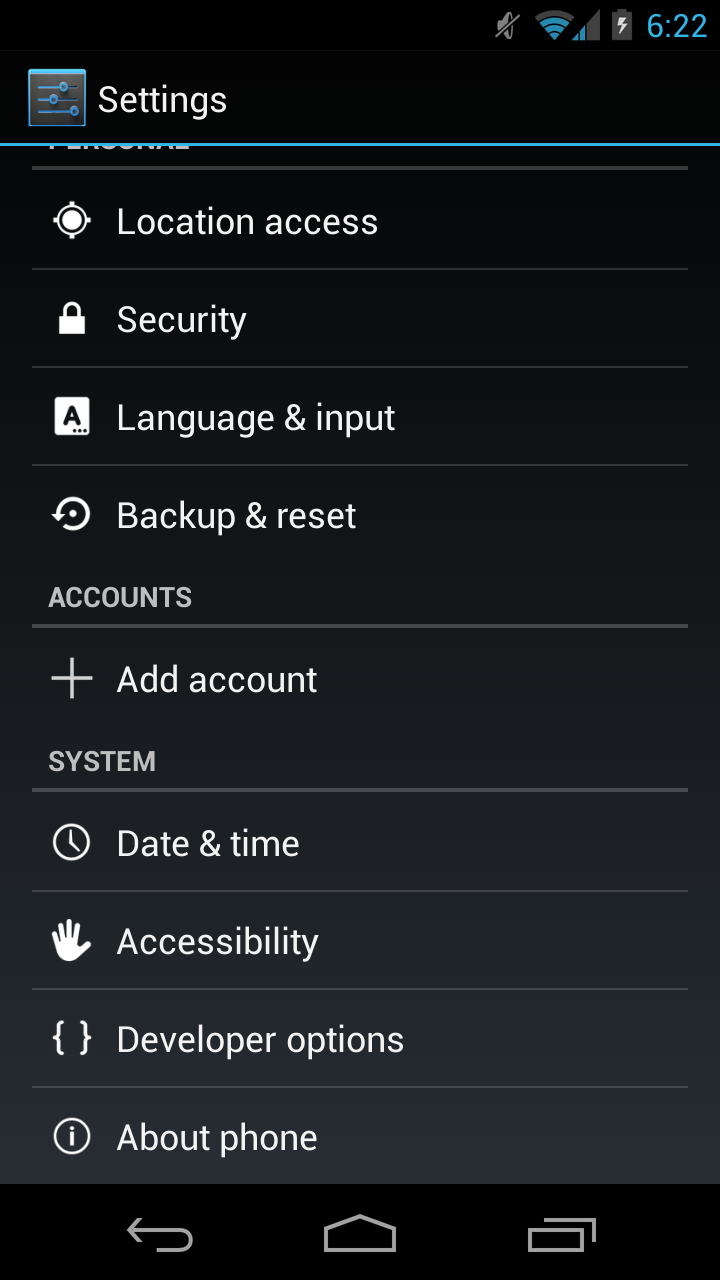 6:22
Settings
PERSONAL
Location access
Security
Language & input
Backup & reset
ACCOUNTS
Add account
SYSTEM
Date & time
Accessibility
Developer options
About phone